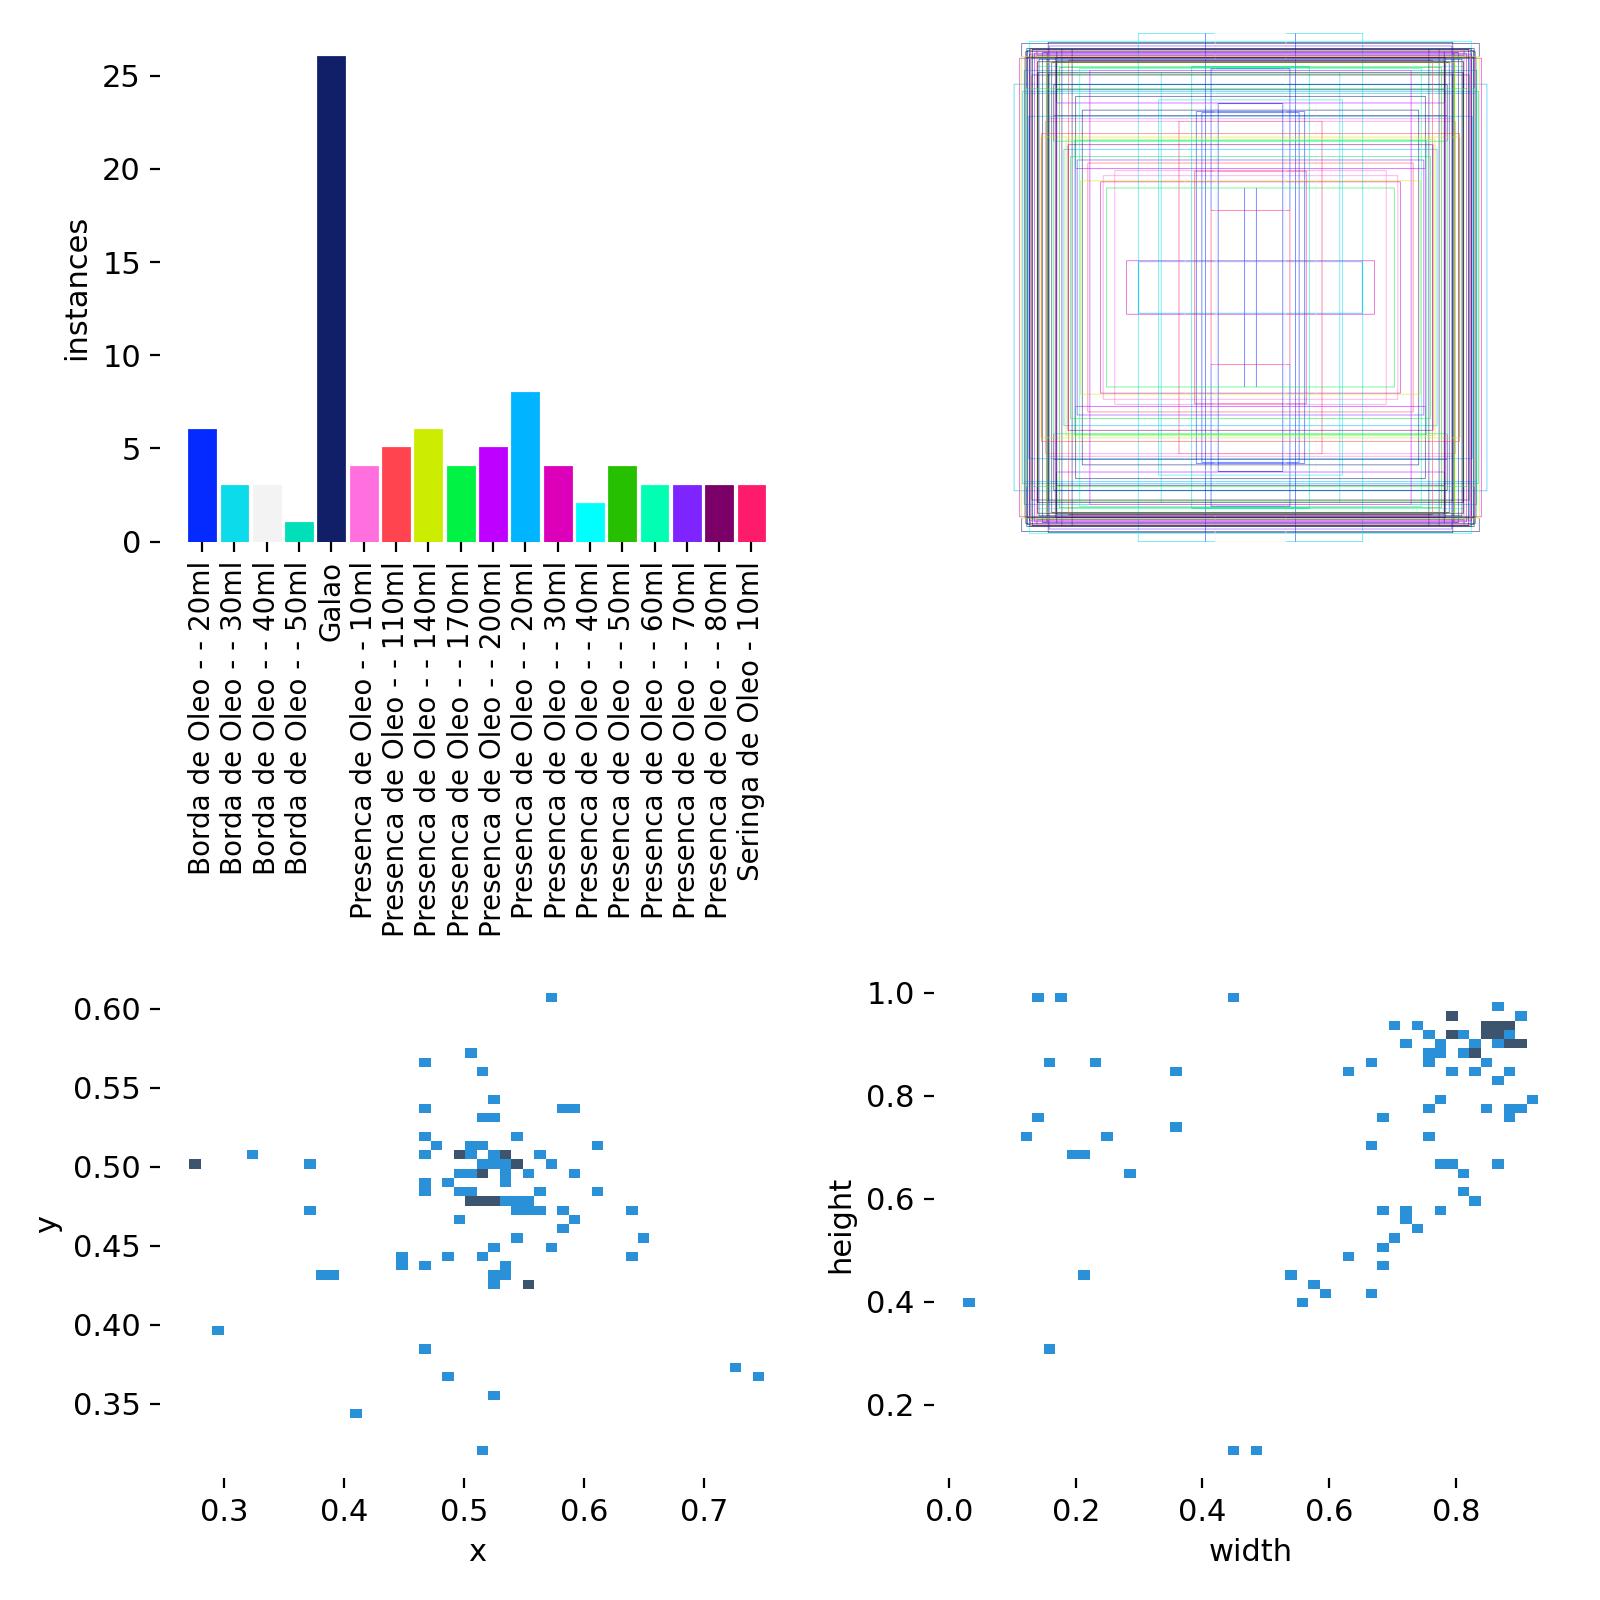 instances
25
20
15
10
5
0
Borda de Oleo - - 20ml
Borda de Oleo - - 30ml
Borda de Oleo - - 40ml
Borda de Oleo - - 50ml
Galao
Presenca de Oleo - - 10ml
Presenca de Oleo - - 110ml
Presenca de Oleo - - 140ml
Presenca de Oleo - - 170ml
Presenca de Oleo - - 200ml
Presenca de Oleo - - 20ml
Presenca de Oleo - - 30ml
Presenca de Oleo - - 40ml
Presenca de Oleo - - 50ml
Presenca de Oleo - - 60ml
Presenca de Oleo - - 70ml
Presenca de Oleo - - 80ml
Seringa de Oleo - 10ml
y
0.60
0.55
0.50
0.45
0.40
0.35
0.3 0.4 0.5 0.6 0.7
x
height
1.0
0.8
0.6
0.4
0.2
0.0 0.2 0.4 0.6 0.8
width